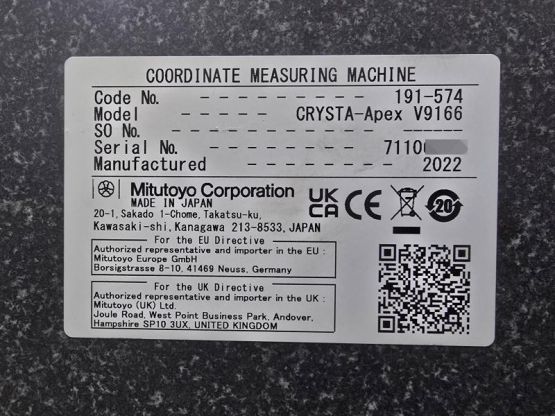 COORDINATE MEASURING MACHINE
Code No. - - - - - - - - - 191-574
Model - - - - - CRYSTA-Apex V9166
SO No. - - - - - - - - - - - ------
Serial No. - - - - - - - - 7110
Manufactured - - - - - - - - 2022
Mitutoyo Corporation
MADE IN JAPAN
20-1, Sakado 1-Chome, Takatsu-ku,
Kawasaki-shi, Kanagawa 213-8533, JAPAN
UK
CA
CE
20
For the EU Directive
Authorized representative and importer in the EU :
Mitutoyo Europe GmbH
Borsigstrasse 8-10, 41469 Neuss, Germany
For the UK Directive
Authorized representative and importer in the UK :
Mitutoyo (UK) Ltd.
Joule Road, West Point Business Park, Andover,
Hampshire SP10 3UX, UNITED KINGDOM